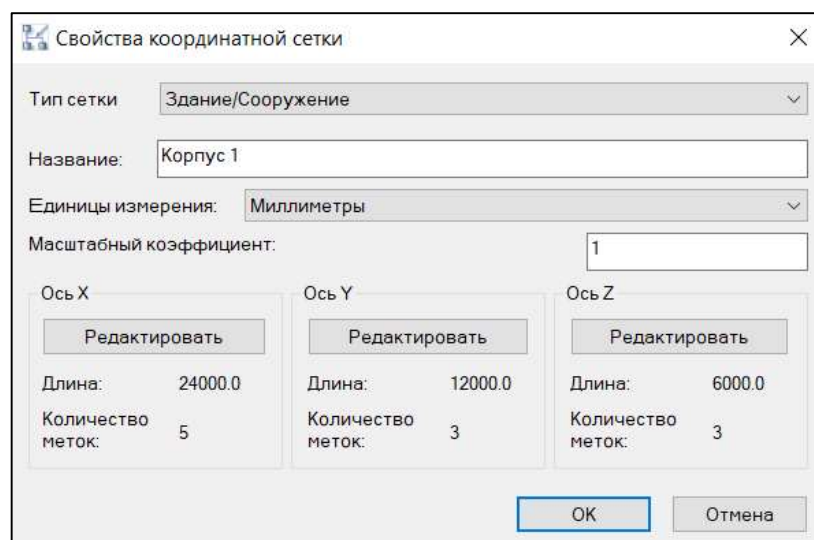 Свойства координатной сетки
Тип сетки Здание/Сооружение
Название: Корпус 1
Единицы измерения: Миллиметры
Масштабный коэффициент: 1
Ось X Ось Y Ось Z
Редактировать Редактировать Редактировать
Длина: 24000.0 Длина: 12000.0 Длина: 6000.0
Количество меток: 5 Количество меток: 3 Количество меток: 3
OK Отмена